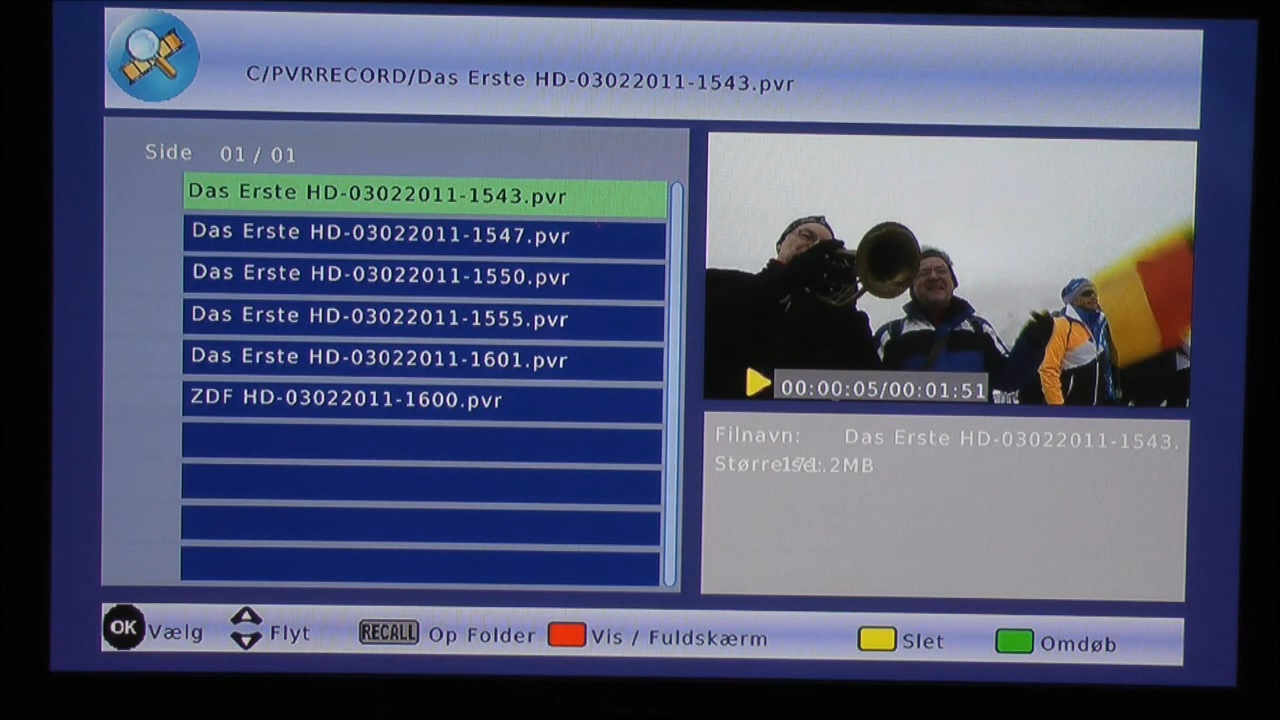 C/PVRRECORD/Das Erste HD-03022011-1543.pvr
Side 01 / 01
Das Erste HD-03022011-1543.pvr
Das Erste HD-03022011-1547.pvr
Das Erste HD-03022011-1550.pvr
Das Erste HD-03022011-1555.pvr
Das Erste HD-03022011-1601.pvr
ZDF HD-03022011-1600.pvr
00:00:05/00:01:51
Filnavn: Das Erste HD-03022011-1543.
.2MB
OK Vælg Flyt RECALL Op Folder Vis / Fuldskærm Slet Omdøb